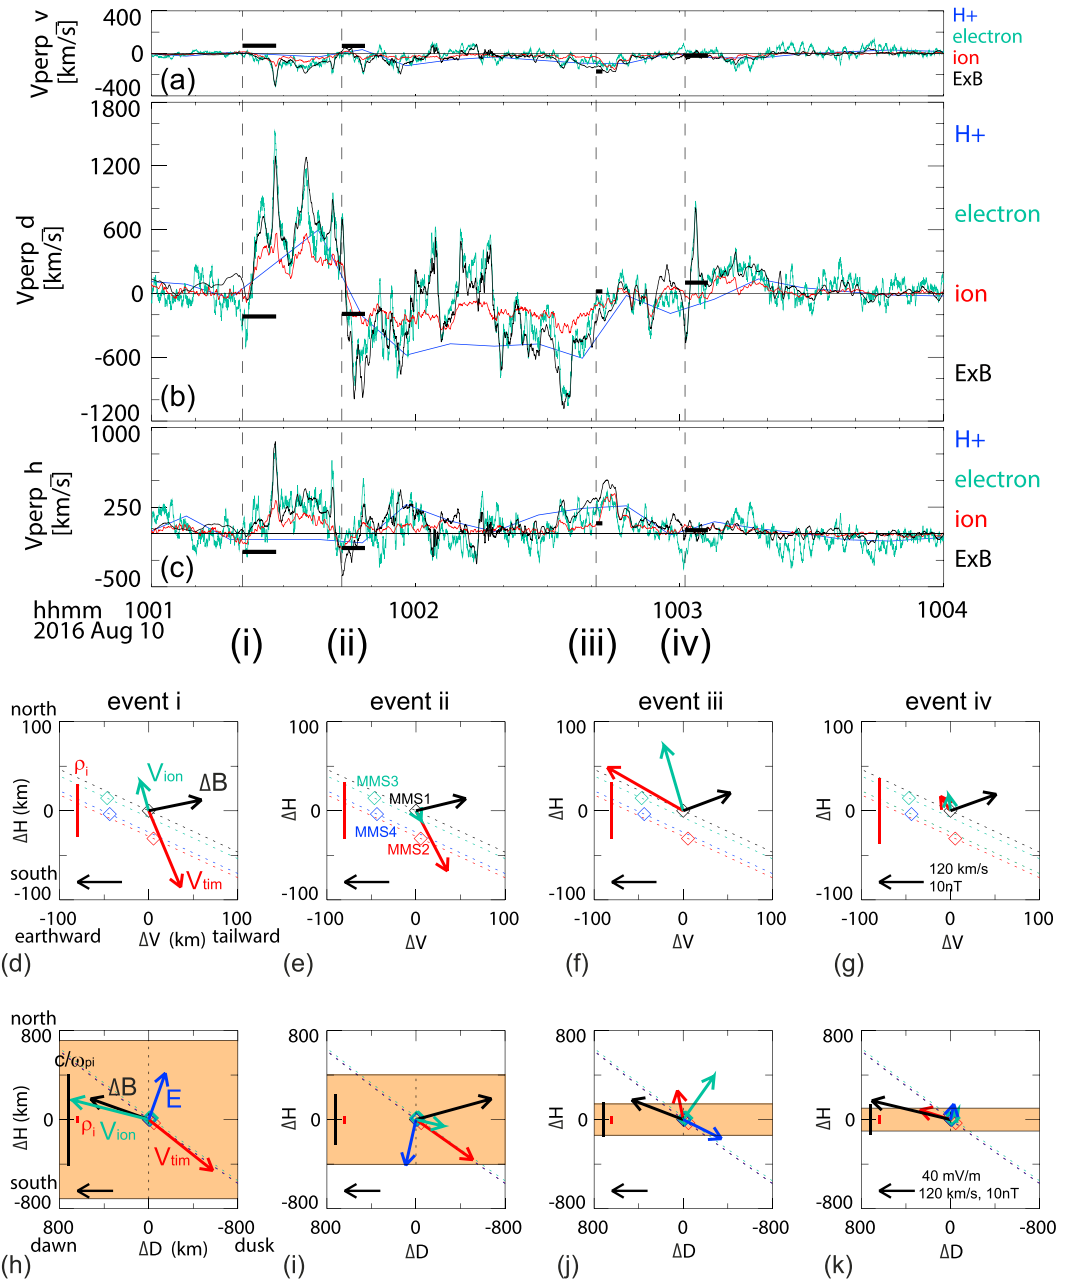 400
0
-400
Vperp_v
[km/s]
(a)
H+
electron
ion
ExB
1800
1200
600
0
-600
-1200
Vperp_d
[km/s]
(b)
H+
electron
ion
ExB
1000
250
-500
Vperp_h
[km/s]
(c)
H+
electron
ion
ExB
hhmm
2016 Aug 10
1001 1002 1003 1004
(i) (ii) (iii) (iv)
event i
north
100
0
-100
ΔH (km)
south
ρi
Vion
ΔB
Vtim
-100 0 100
earthward ΔV (km) tailward
(d)
event ii
100
0
-100
ΔH
MMS3
MMS1
MMS4
MMS2
-100 0 100
ΔV
(e)
event iii
100
0
-100
ΔH
-100 0 100
ΔV
(f)
event iv
100
0
-100
ΔH
120 km/s
10nT
-100 0 100
ΔV
(g)
north
800
0
-800
ΔH (km)
south
c/ωpi
ΔB
E
ρi
Vion
Vtim
800 0 -800
dawn ΔD (km) dusk
(h)
800
0
-800
ΔH
800 0 -800
ΔD
(i)
800
0
-800
ΔH
800 0 -800
ΔD
(j)
800
0
-800
ΔH
40 mV/m
120 km/s, 10nT
800 0 -800
ΔD
(k)